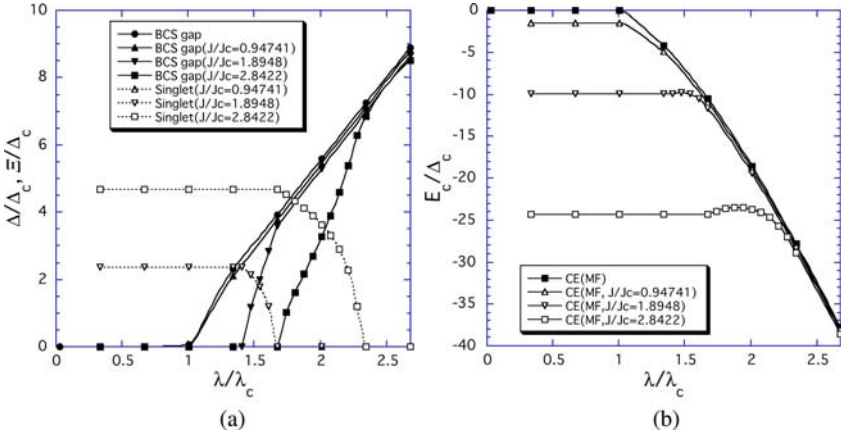 BCS gap
BCS gap(J/Jc=0.94741)
BCS gap(J/Jc=1.8948)
BCS gap(J/Jc=2.8422)
Singlet(J/Jc=0.94741)
Singlet(J/Jc=1.8948)
Singlet(J/Jc=2.8422)
Δ/Δc, Ξ/Δc
10
8
6
4
2
0
0 0.5 1 1.5 2 2.5
λ/λc
(a)
CE(MF)
CE(MF, J/Jc=0.94741)
CE(MF,J/Jc=1.8948)
CE(MF,J/Jc=2.8422)
Ec/Δc
0
-5
-10
-15
-20
-25
-30
-35
-40
0 0.5 1 1.5 2 2.5
λ/λc
(b)